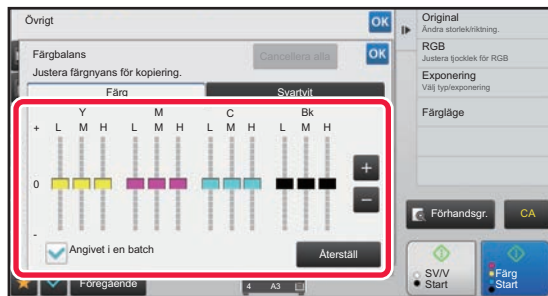 Övrigt
OK
Färgbalans
Cancellera alla
OK
Justera färgnyans för kopiering.
Färg
Svartvit
Y M C Bk
+ L M H L M H L M H L M H
+
0
−
-
Angivet i en batch
Återställ
Föregående
4 A3
Original
Ändra storlek/riktning.
RGB
Justera tjocklek för RGB
Exponering
Välj typ/exponering
Färgläge
Förhandsgr.
CA
SV/V
Start
Färg
Start